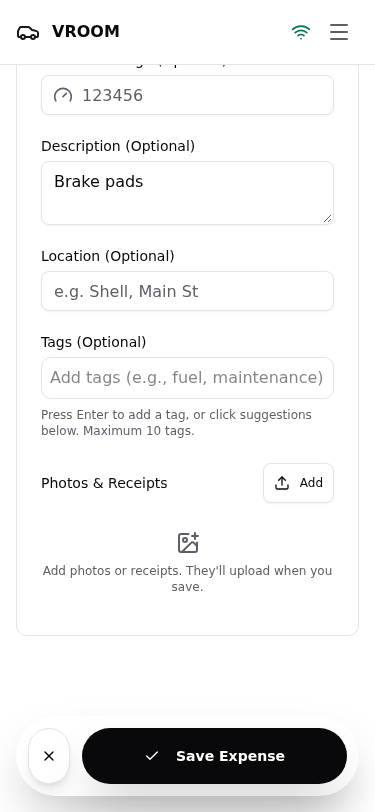 VROOM
123456
Description (Optional)
Brake pads
Location (Optional)
e.g. Shell, Main St
Tags (Optional)
Add tags (e.g., fuel, maintenance)
Press Enter to add a tag, or click suggestions
below. Maximum 10 tags.
Photos & Receipts
Add
Add photos or receipts. They'll upload when you
save.
Save Expense